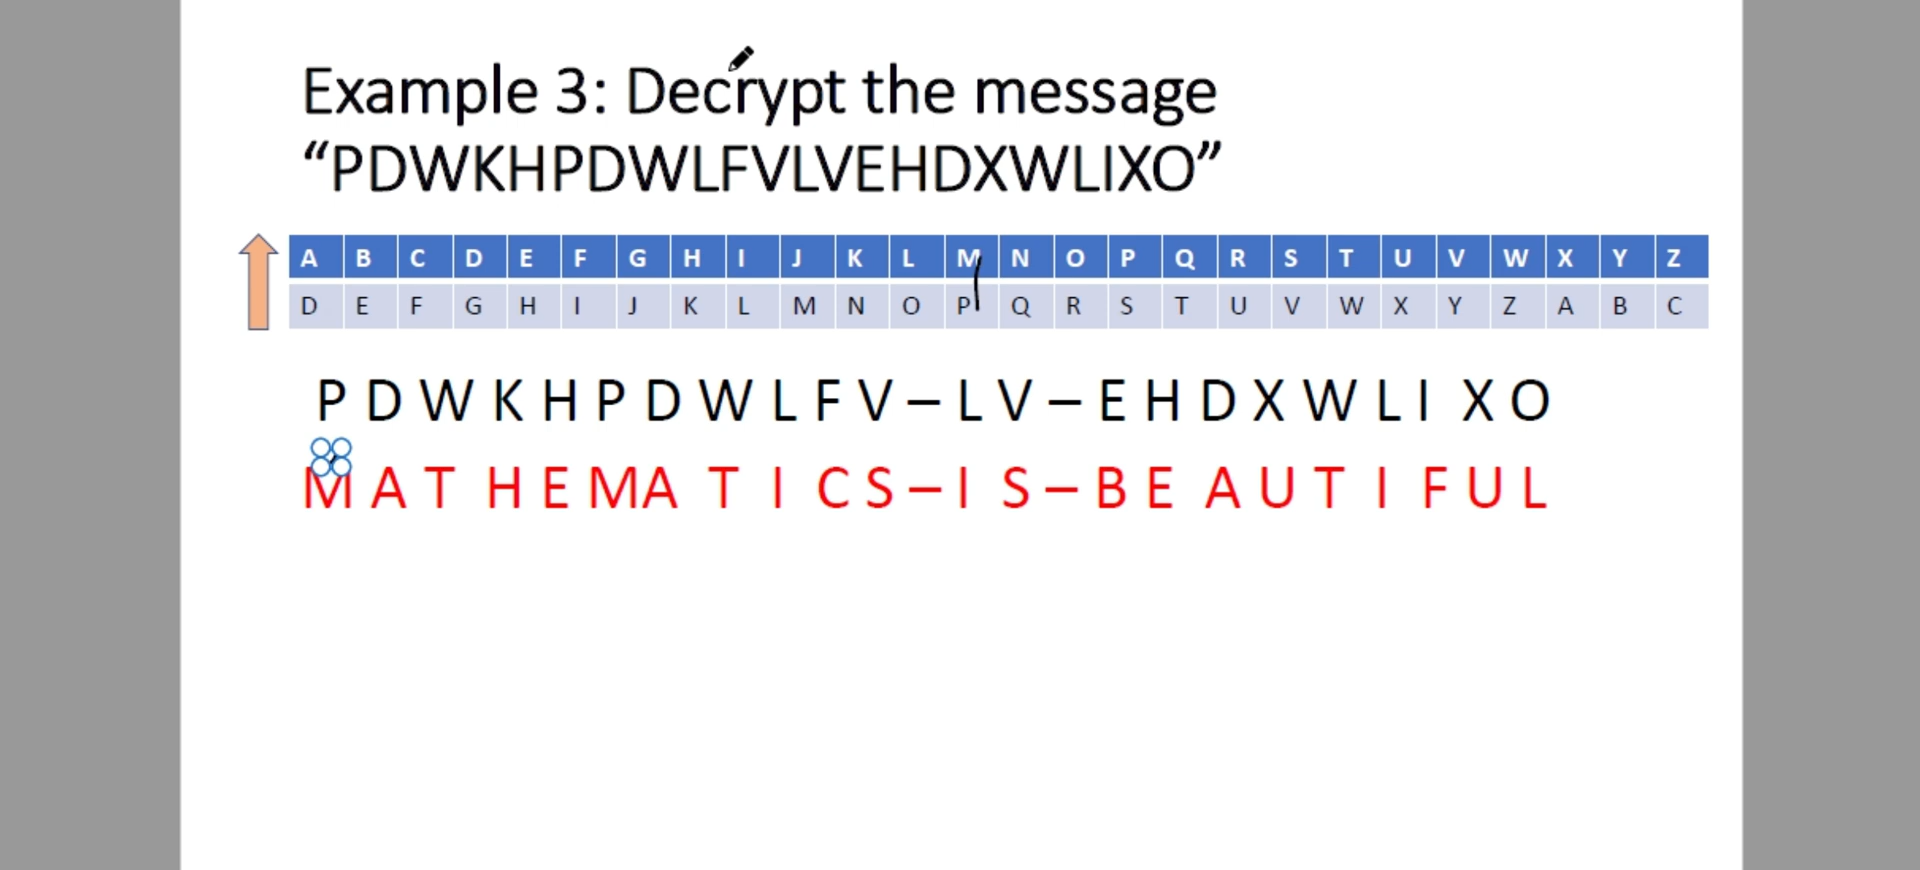 Example 3: Decrypt the message
“PDWKHPDWLFVLVEHDXWLIXO”
A B C D E F G H I J K L M N O P Q R S T U V W X Y Z
D E F G H I J K L M N O P Q R S T U V W X Y Z A B C
P D W K H P D W L F V – L V – E H D X W L I X O
M A T H E M A T I C S – I S – B E A U T I F U L